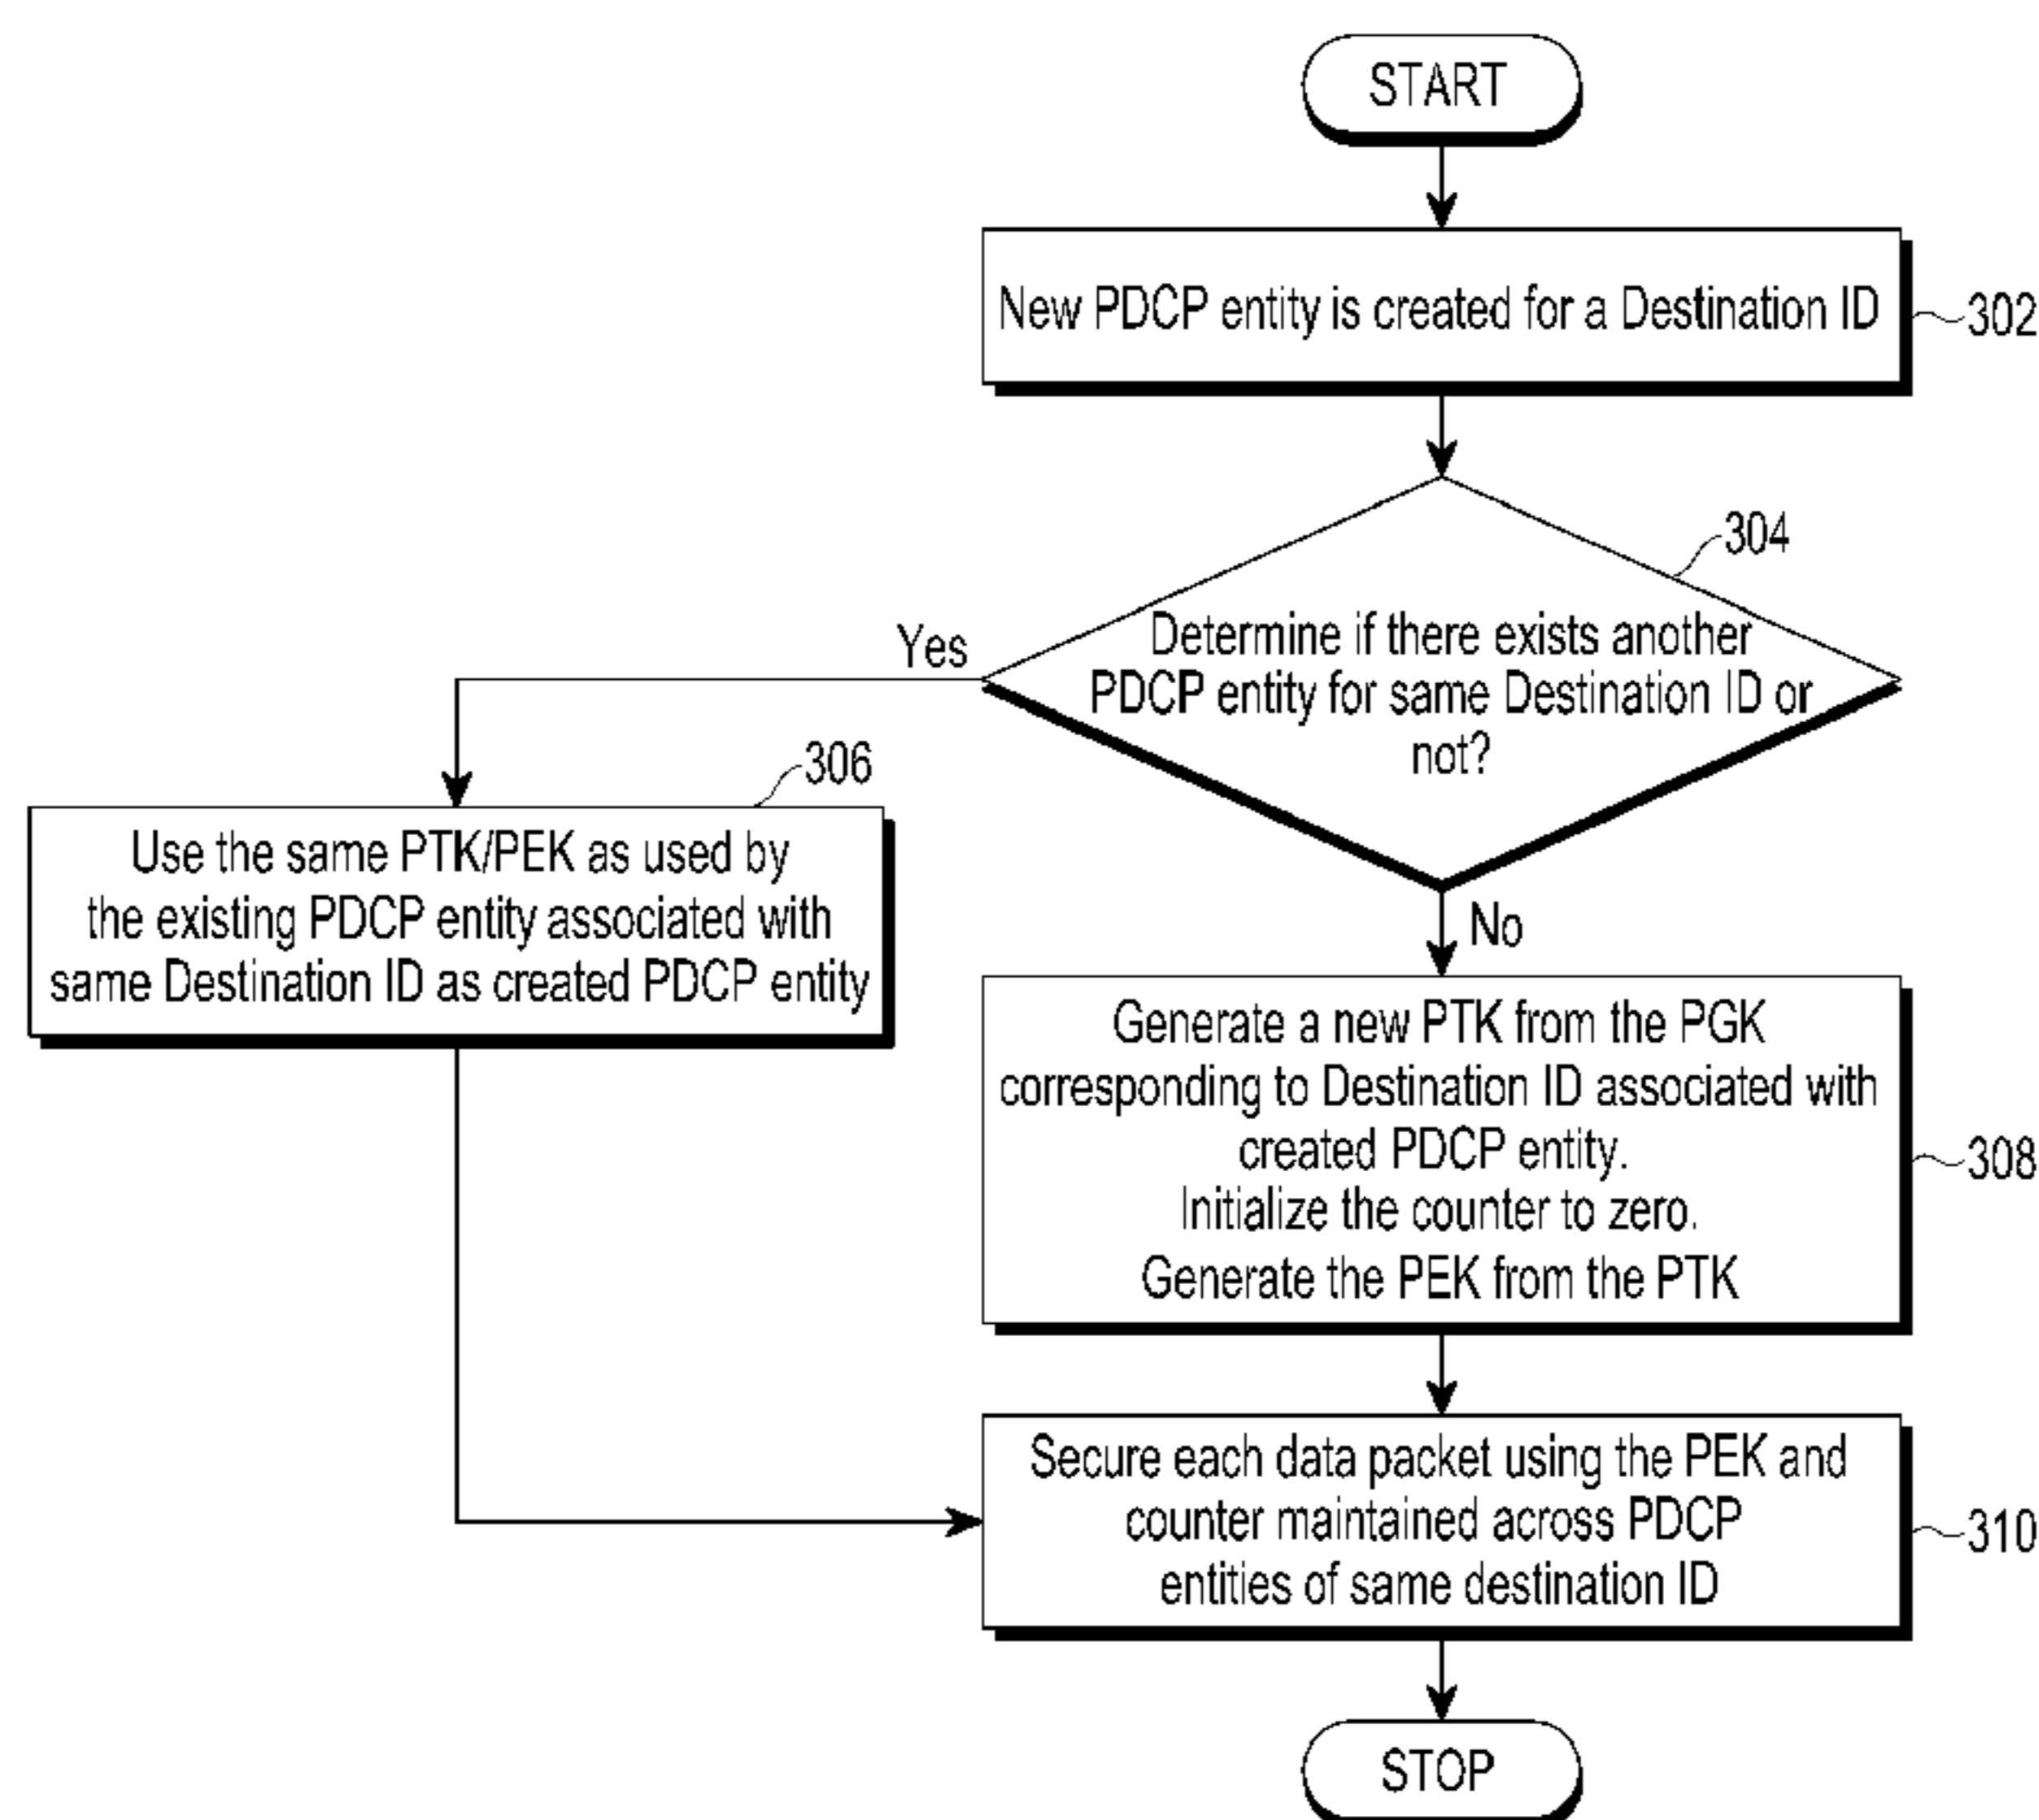 START
New PDCP entity is created for a Destination ID
302
304
Determine if there exists another
PDCP entity for same Destination ID or
not?
Yes
306
Use the same PTK/PEK as used by
the existing PDCP entity associated with
same Destination ID as created PDCP entity
No
Generate a new PTK from the PGK
corresponding to Destination ID associated with
created PDCP entity.
Initialize the counter to zero.
Generate the PEK from the PTK
308
Secure each data packet using the PEK and
counter maintained across PDCP
entities of same destination ID
310
STOP